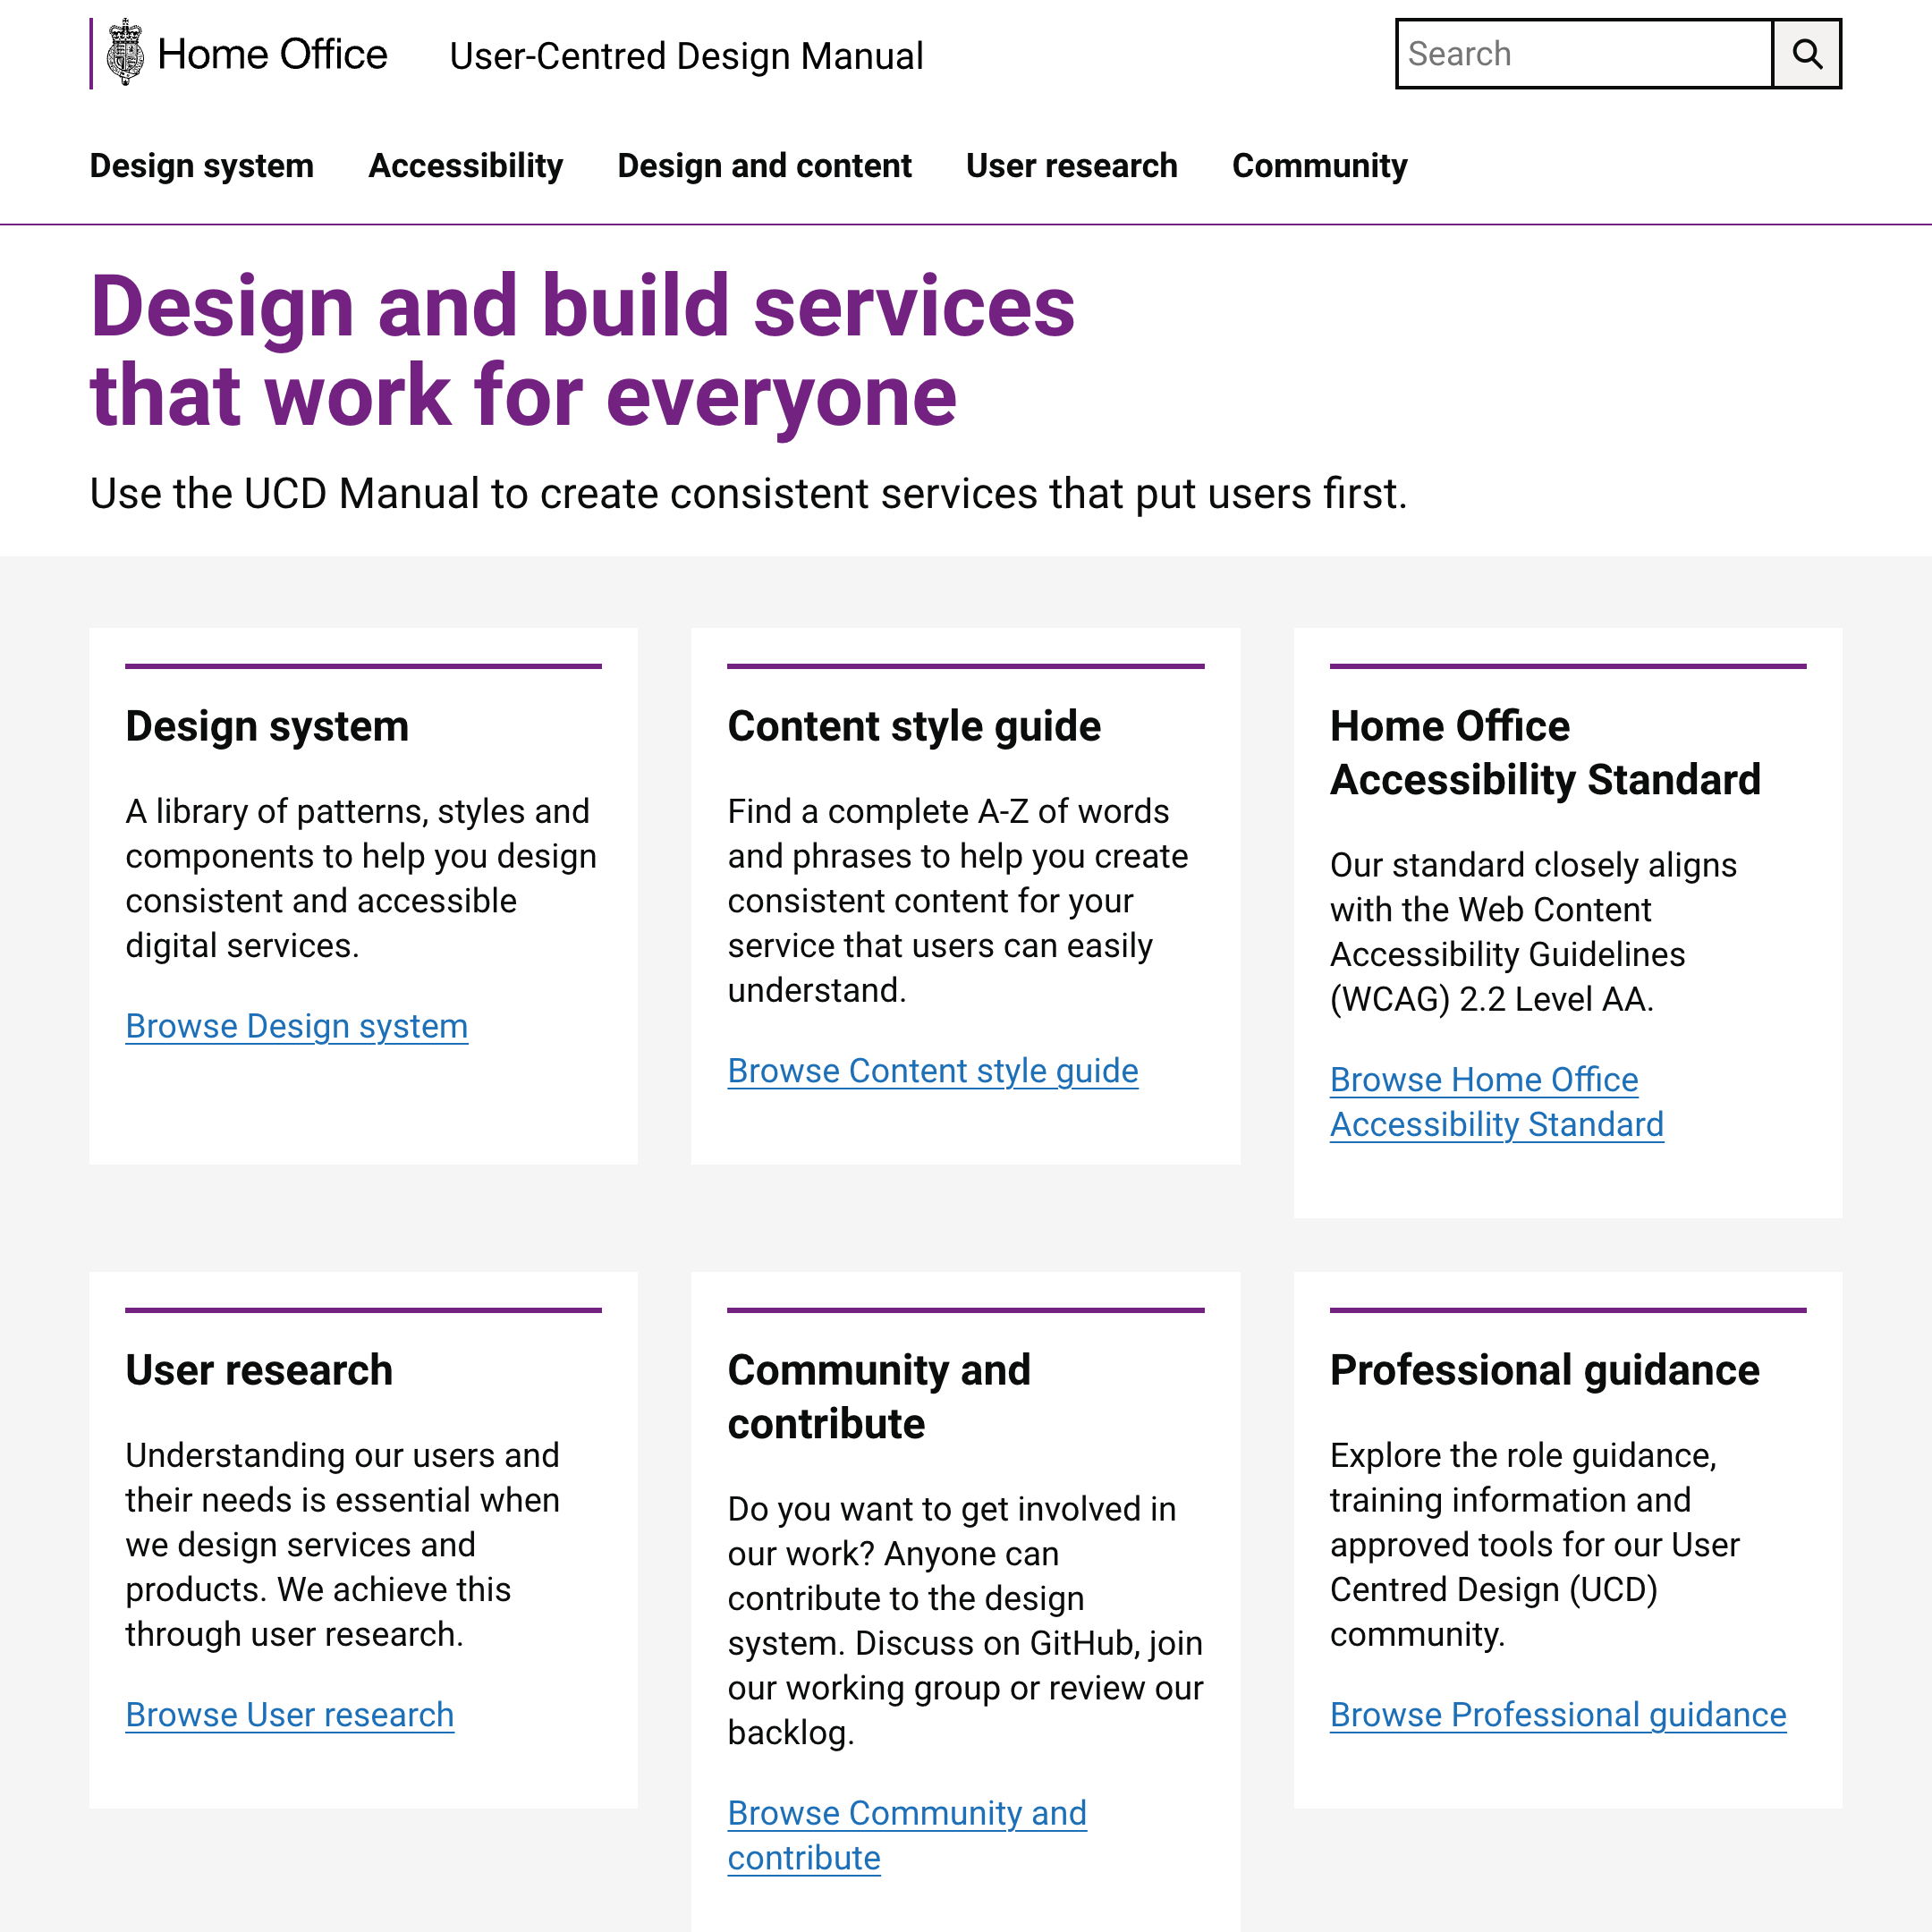 Home Office
User-Centred Design Manual
Search
Design system
Accessibility
Design and content
User research
Community
Design and build services
that work for everyone
Use the UCD Manual to create consistent services that put users first.
Design system
A library of patterns, styles and
components to help you design
consistent and accessible
digital services.
Browse Design system
Content style guide
Find a complete A-Z of words
and phrases to help you create
consistent content for your
service that users can easily
understand.
Browse Content style guide
Home Office
Accessibility Standard
Our standard closely aligns
with the Web Content
Accessibility Guidelines
(WCAG) 2.2 Level AA.
Browse Home Office
Accessibility Standard
User research
Understanding our users and
their needs is essential when
we design services and
products. We achieve this
through user research.
Browse User research
Community and
contribute
Do you want to get involved in
our work? Anyone can
contribute to the design
system. Discuss on GitHub, join
our working group or review our
backlog.
Browse Community and
contribute
Professional guidance
Explore the role guidance,
training information and
approved tools for our User
Centred Design (UCD)
community.
Browse Professional guidance